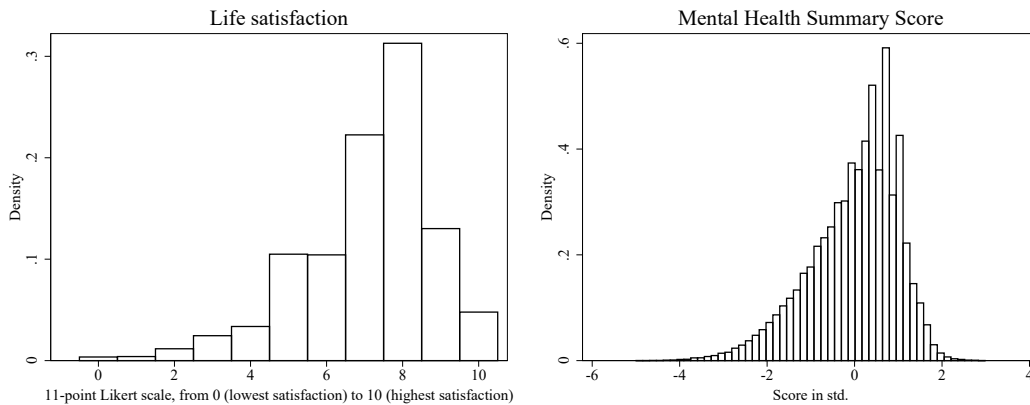 Life satisfaction
Density
0
.1
.2
.3
0 2 4 6 8 10
11-point Likert scale, from 0 (lowest satisfaction) to 10 (highest satisfaction)
Mental Health Summary Score
Density
0
.2
.4
.6
-6 -4 -2 0 2 4
Score in std.